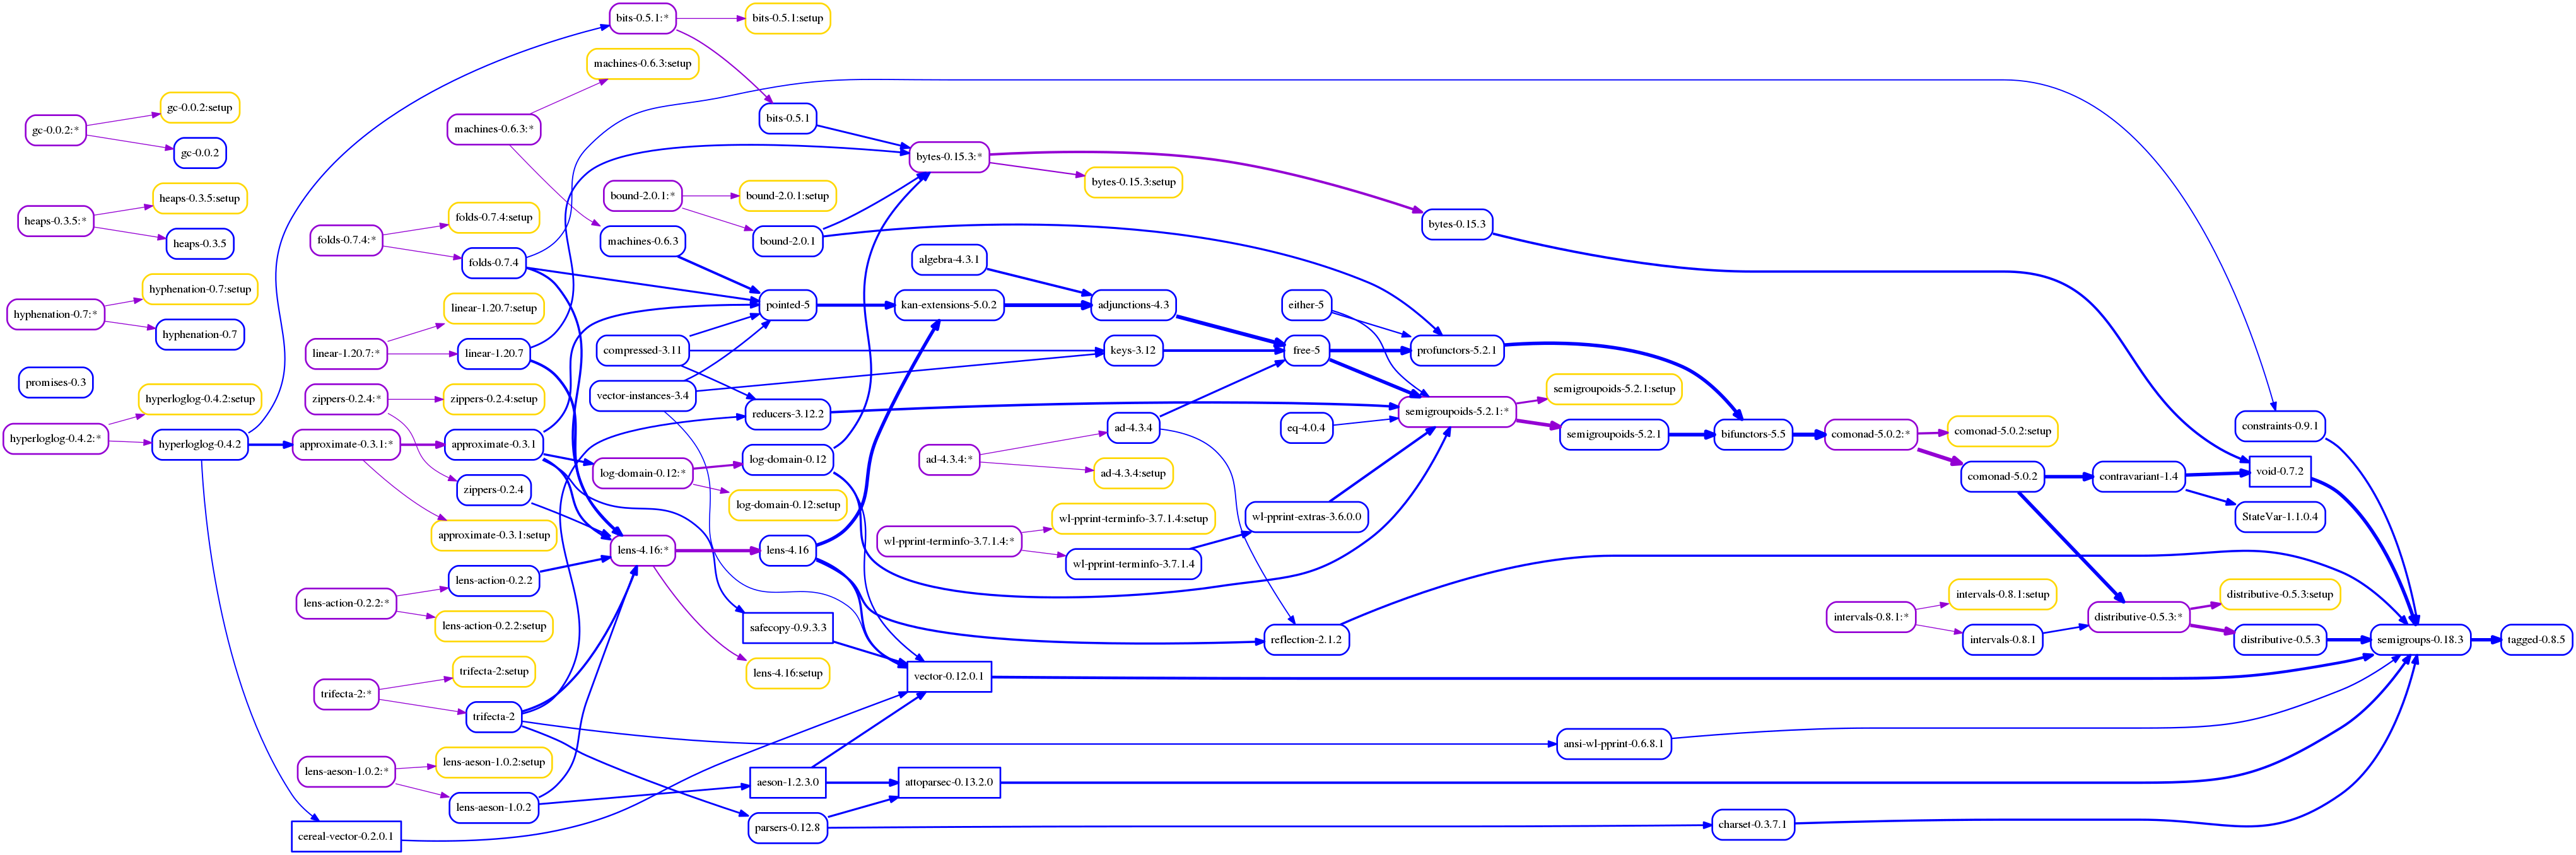 bits-0.5.1:*
bits-0.5.1:setup
machines-0.6.3:setup
gc-0.0.2:setup
gc-0.0.2:*
machines-0.6.3:*
bits-0.5.1
gc-0.0.2
bytes-0.15.3:*
bytes-0.15.3:setup
heaps-0.3.5:setup
bound-2.0.1:*
bound-2.0.1:setup
heaps-0.3.5:*
folds-0.7.4:setup
bytes-0.15.3
heaps-0.3.5
folds-0.7.4:*
machines-0.6.3
bound-2.0.1
folds-0.7.4
algebra-4.3.1
hyphenation-0.7:setup
hyphenation-0.7:*
linear-1.20.7:setup
pointed-5
kan-extensions-5.0.2
adjunctions-4.3
either-5
hyphenation-0.7
linear-1.20.7:*
linear-1.20.7
compressed-3.11
keys-3.12
free-5
profunctors-5.2.1
promises-0.3
vector-instances-3.4
semigroupoids-5.2.1:setup
hyperloglog-0.4.2:setup
zippers-0.2.4:*
zippers-0.2.4:setup
reducers-3.12.2
semigroupoids-5.2.1:*
hyperloglog-0.4.2:*
hyperloglog-0.4.2
approximate-0.3.1:*
approximate-0.3.1
ad-4.3.4
eq-4.0.4
semigroupoids-5.2.1
bifunctors-5.5
comonad-5.0.2:*
comonad-5.0.2:setup
constraints-0.9.1
log-domain-0.12:*
log-domain-0.12
ad-4.3.4:*
ad-4.3.4:setup
comonad-5.0.2
contravariant-1.4
void-0.7.2
zippers-0.2.4
log-domain-0.12:setup
wl-pprint-terminfo-3.7.1.4:setup
wl-pprint-extras-3.6.0.0
StateVar-1.1.0.4
approximate-0.3.1:setup
lens-4.16:*
lens-4.16
wl-pprint-terminfo-3.7.1.4:*
wl-pprint-terminfo-3.7.1.4
lens-action-0.2.2
lens-action-0.2.2:*
lens-action-0.2.2:setup
safecopy-0.9.3.3
reflection-2.1.2
intervals-0.8.1:setup
intervals-0.8.1:*
intervals-0.8.1
distributive-0.5.3:setup
distributive-0.5.3:*
distributive-0.5.3
semigroups-0.18.3
tagged-0.8.5
trifecta-2:setup
trifecta-2:*
lens-4.16:setup
vector-0.12.0.1
trifecta-2
ansi-wl-pprint-0.6.8.1
lens-aeson-1.0.2:setup
lens-aeson-1.0.2:*
aeson-1.2.3.0
attoparsec-0.13.2.0
lens-aeson-1.0.2
cereal-vector-0.2.0.1
parsers-0.12.8
charset-0.3.7.1